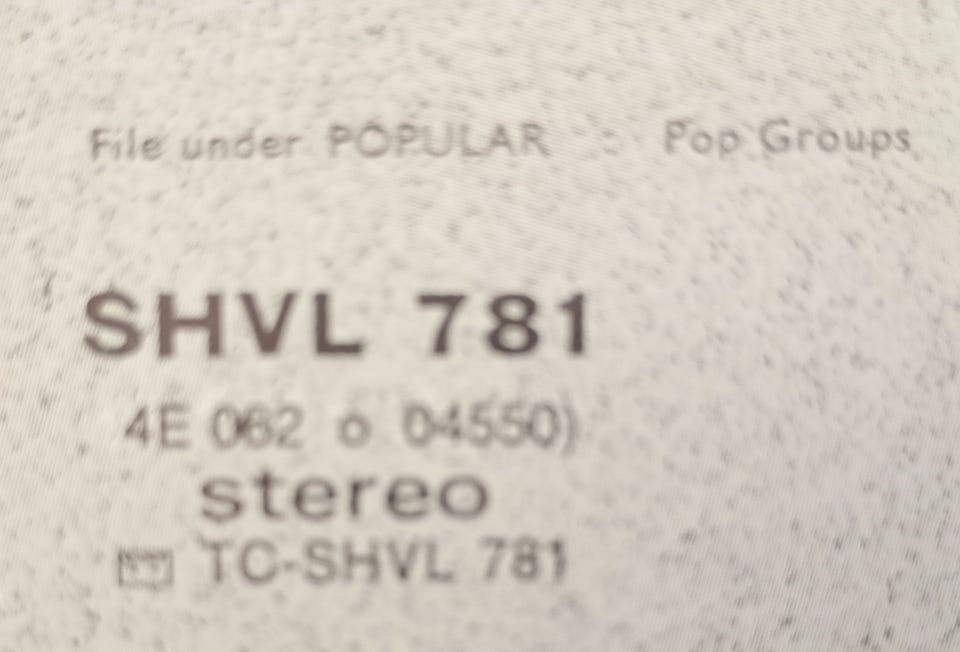 File under POPULAR : Pop Groups
SHVL 781
4E 062 o 04550)
stereo
TC-SHVL 781